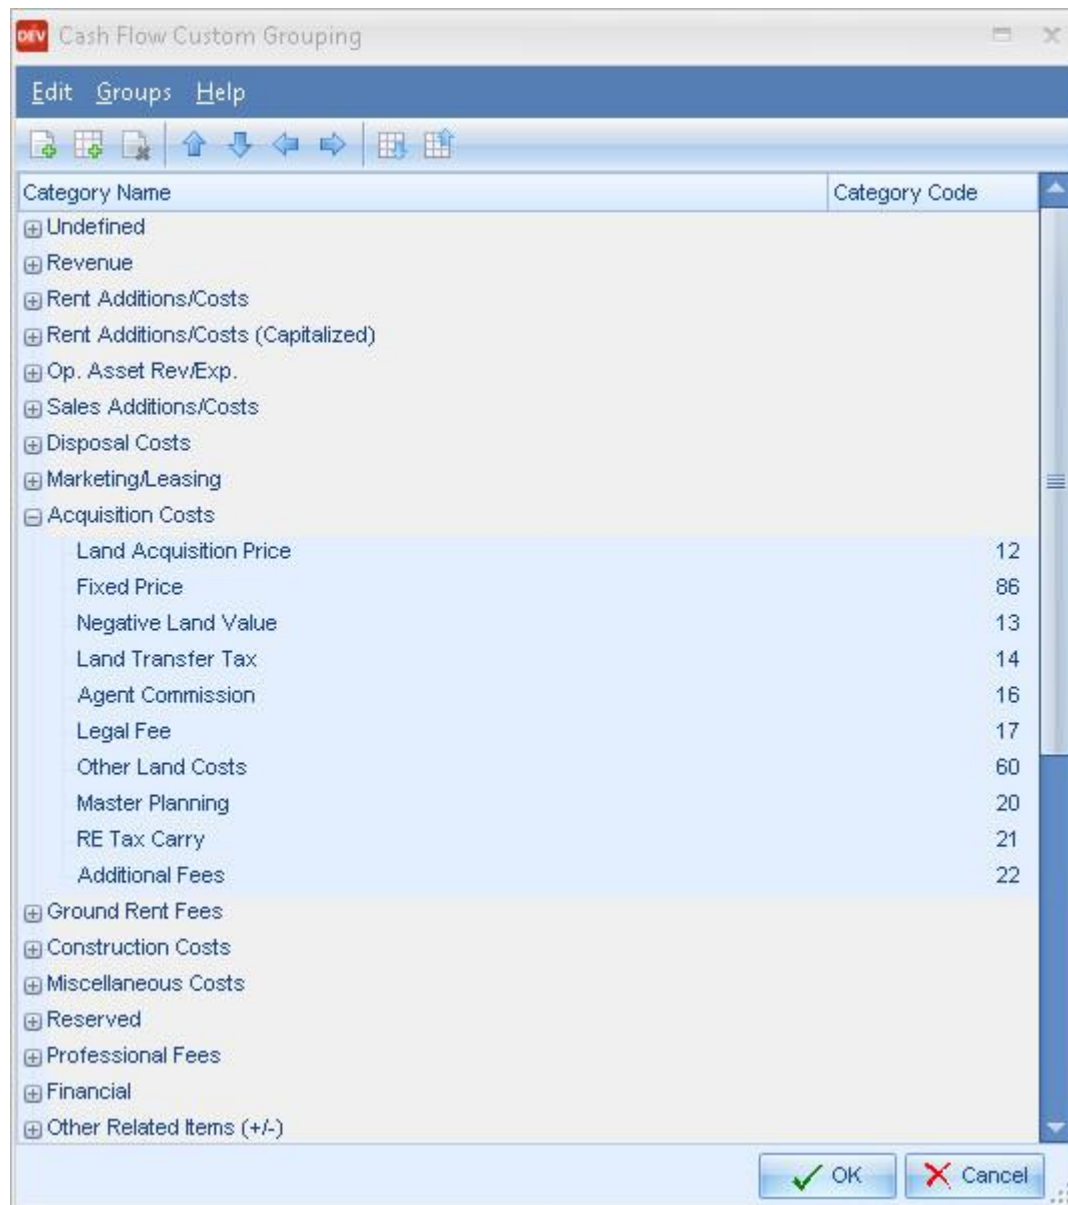 DEV Cash Flow Custom Grouping
Edit Groups Help
Category Name Category Code
Undefined
Revenue
Rent Additions/Costs
Rent Additions/Costs (Capitalized)
Op. Asset Rev/Exp.
Sales Additions/Costs
Disposal Costs
Marketing/Leasing
Acquisition Costs
Land Acquisition Price 12
Fixed Price 86
Negative Land Value 13
Land Transfer Tax 14
Agent Commission 16
Legal Fee 17
Other Land Costs 60
Master Planning 20
RE Tax Carry 21
Additional Fees 22
Ground Rent Fees
Construction Costs
Miscellaneous Costs
Reserved
Professional Fees
Financial
Other Related Items (+/-)
OK Cancel